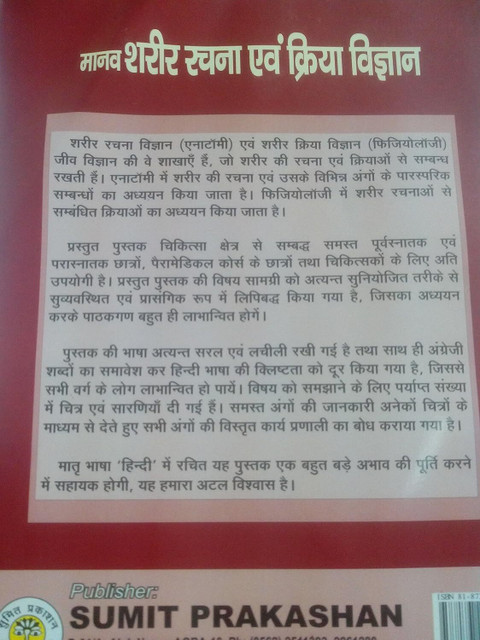 मानव शरीर रचना एवं क्रिया विज्ञान
शरीर रचना विज्ञान (एनाटॉमी) एवं शरीर क्रिया विज्ञान (फिजियोलॉजी)
जीव विज्ञान की वे शाखाएँ हैं, जो शरीर की रचना एवं क्रियाओं से सम्बन्ध
रखती हैं। एनाटॉमी में शरीर की रचना एवं उसके विभिन्न अंगों के पारस्परिक
सम्बन्धों का अध्ययन किया जाता है। फिजियोलॉजी में शरीर रचनाओं से
सम्बंधित क्रियाओं का अध्ययन किया जाता है।
प्रस्तुत पुस्तक चिकित्सा क्षेत्र से सम्बद्ध समस्त पूर्वस्नातक एवं
परास्नातक छात्रों, पैरामेडिकल कोर्स के छात्रों तथा चिकित्सकों के लिए अति
उपयोगी है। प्रस्तुत पुस्तक की विषय सामग्री को अत्यन्त सुनियोजित तरीके से
सुव्यवस्थित एवं प्रासंगिक रूप में लिपिबद्ध किया गया है, जिसका अध्ययन
करके पाठकगण बहुत ही लाभान्वित होगें।
पुस्तक की भाषा अत्यन्त सरल एवं लचीली रखी गई है तथा साथ ही अंग्रेजी
शब्दों का समावेश कर हिन्दी भाषा की क्लिष्टता को दूर किया गया है, जिससे
सभी वर्ग के लोग लाभान्वित हो पायें। विषय को समझाने के लिए पर्याप्त संख्या
में चित्र एवं सारणियाँ दी गई हैं। समस्त अंगों की जानकारी अनेकों चित्रों के
माध्यम से देते हुए सभी अंगों की विस्तृत कार्य प्रणाली का बोध कराया गया है।
मातृ भाषा 'हिन्दी' में रचित यह पुस्तक एक बहुत बड़े अभाव की पूर्ति करने
में सहायक होगी, यह हमारा अटल विश्वास है।
Publisher:
SUMIT PRAKASHAN
सुमित प्रकाशन
ISBN 81-87